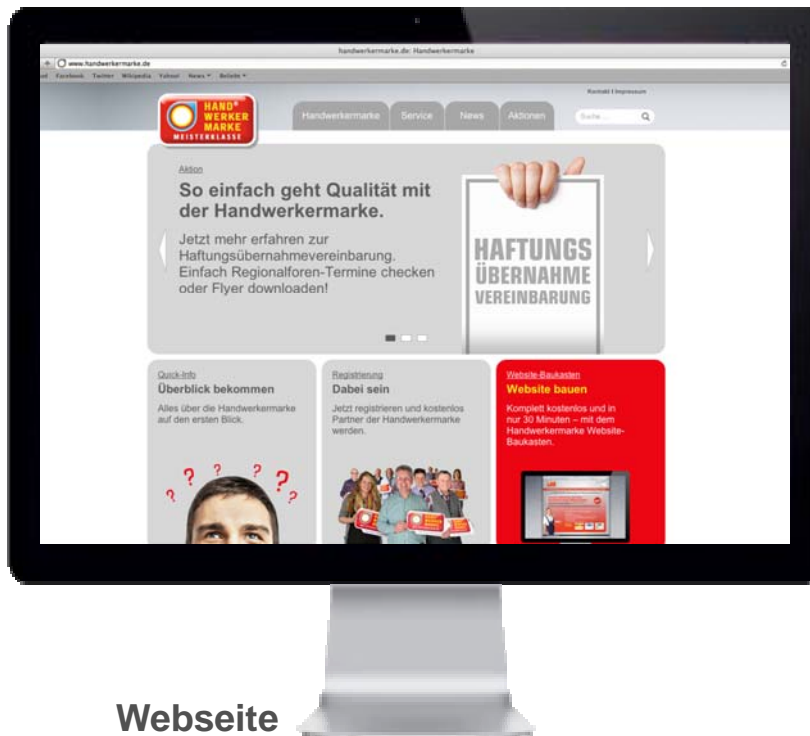 handwerkermarke.de: Handwerkermarke
www.handwerkermarke.de
Facebook Twitter Wikipedia Yahoo! News Beliebt
Kontakt I Impressum
HAND®
WERKER
MARKE
MEISTERKLASSE
Handwerkermarke Service News Aktionen Suche ...
Aktion
So einfach geht Qualität mit
der Handwerkermarke.
Jetzt mehr erfahren zur
Haftungsübernahmevereinbarung.
Einfach Regionalforen-Termine checken
oder Flyer downloaden!
HAFTUNGS
ÜBERNAHME
VEREINBARUNG
Quick-Info
Überblick bekommen
Alles über die Handwerkermarke
auf den ersten Blick.
? ? ? ? ? ?
Registrierung
Dabei sein
Jetzt registrieren und kostenlos
Partner der Handwerkermarke
werden.
Website-Baukasten
Website bauen
Komplett kostenlos und in
nur 30 Minuten – mit dem
Handwerkermarke Website-
Baukasten.
Webseite